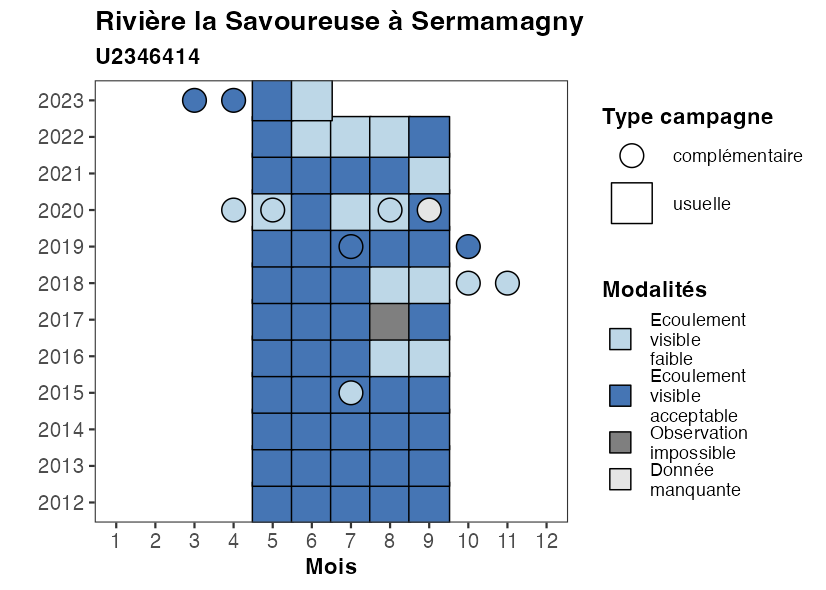 Rivière la Savoureuse à Sermamagny
U2346414
2023
2022
2021
2020
2019
2018
2017
2016
2015
2014
2013
2012
1 2 3 4 5 6 7 8 9 10 11 12
Mois
Type campagne
complémentaire
usuelle
Modalités
Ecoulement
visible
faible
Ecoulement
visible
acceptable
Observation
impossible
Donnée
manquante